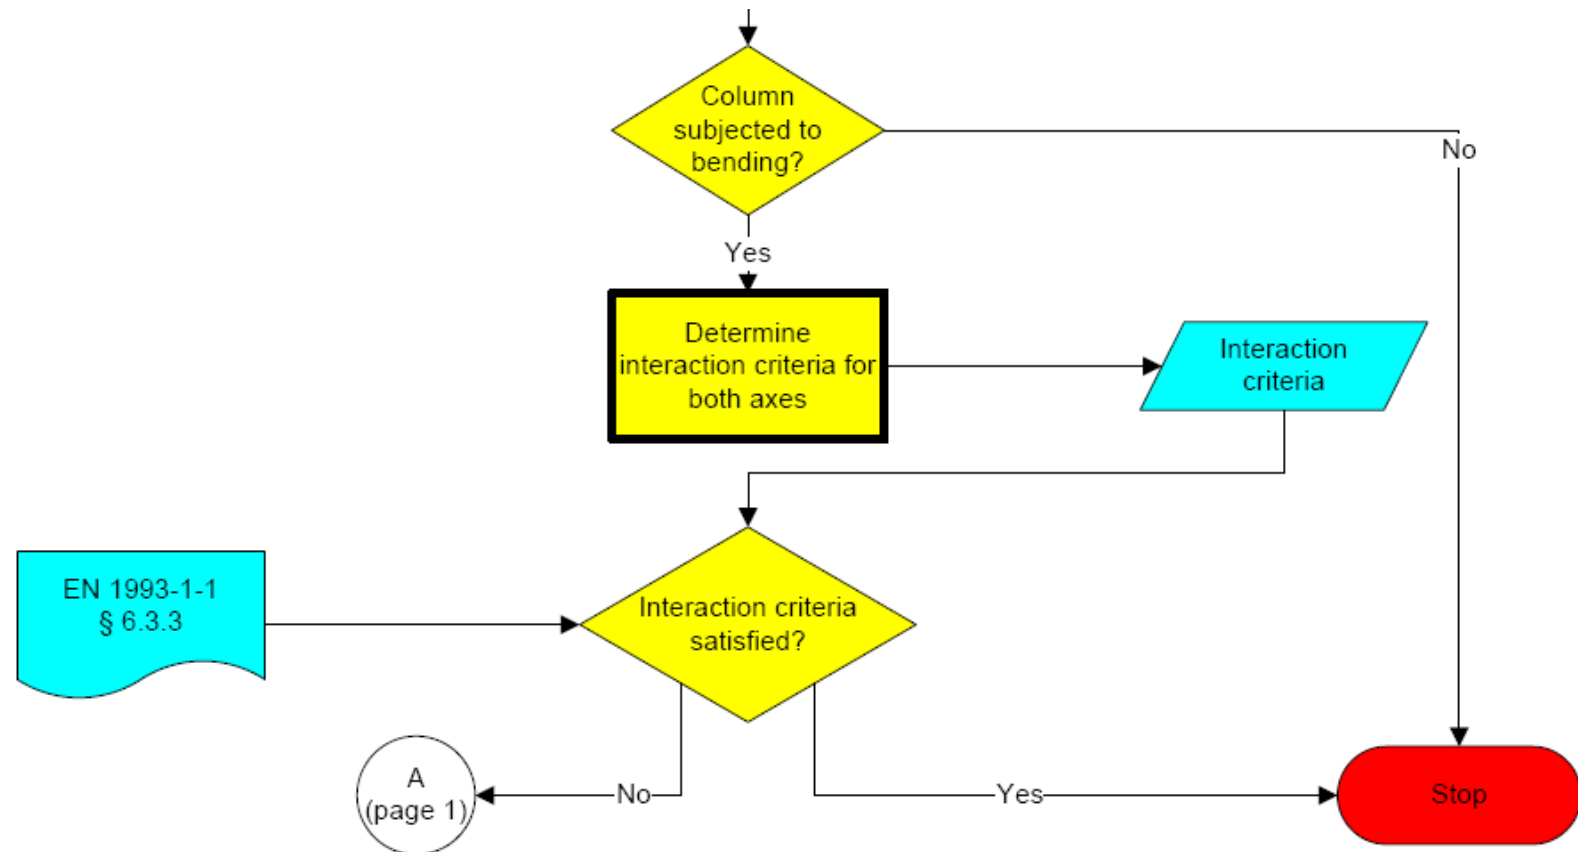 Column
subjected to
bending?
No
Yes
Determine
interaction criteria for
both axes
Interaction
criteria
EN 1993-1-1
§ 6.3.3
Interaction criteria
satisfied?
A
(page 1)
No
Yes
Stop